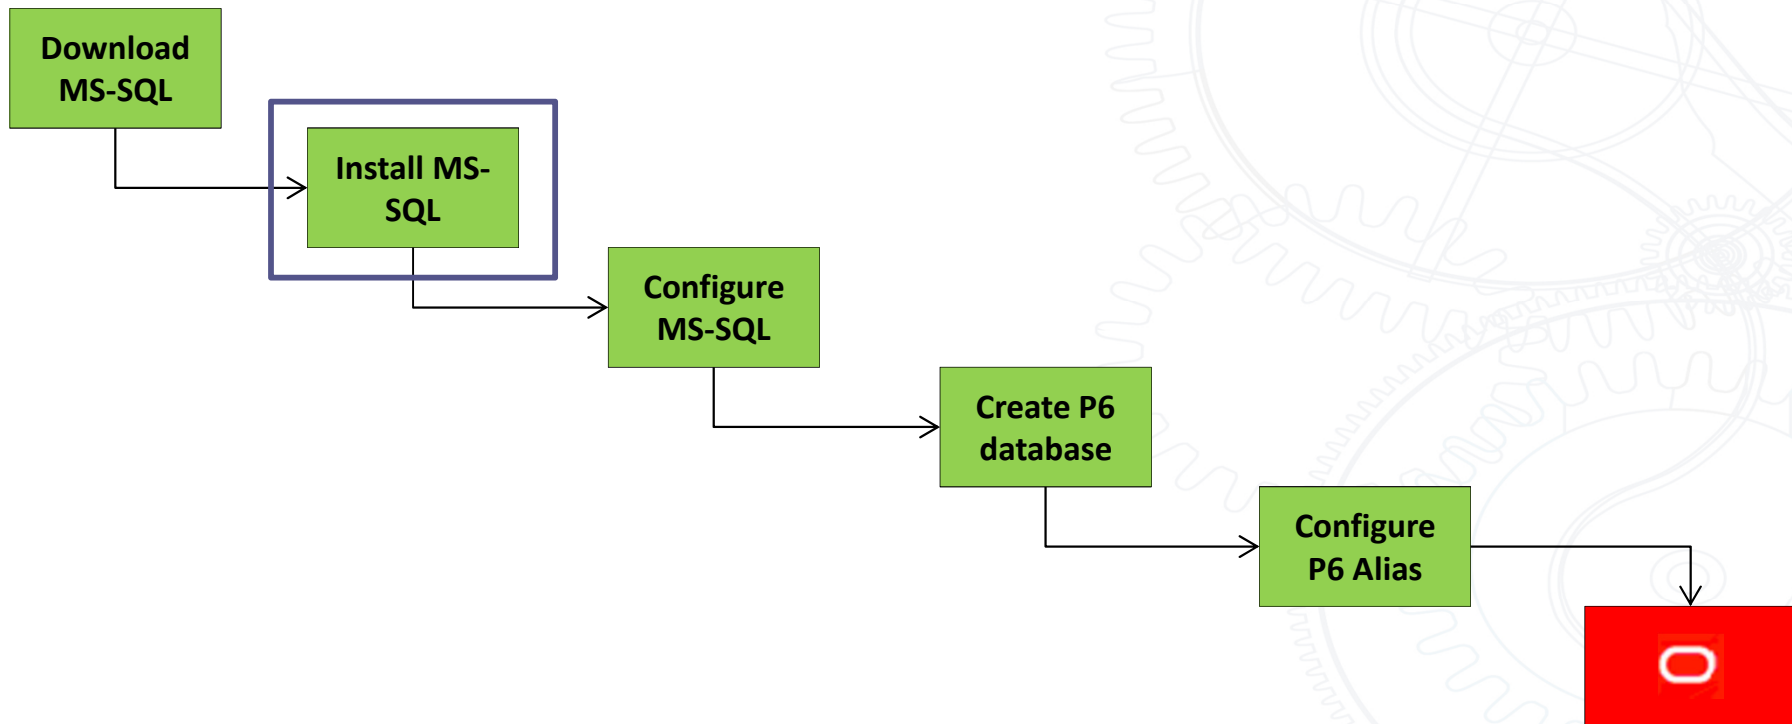 Download
MS-SQL
Install MS-
SQL
Configure
MS-SQL
Create P6
database
Configure
P6 Alias